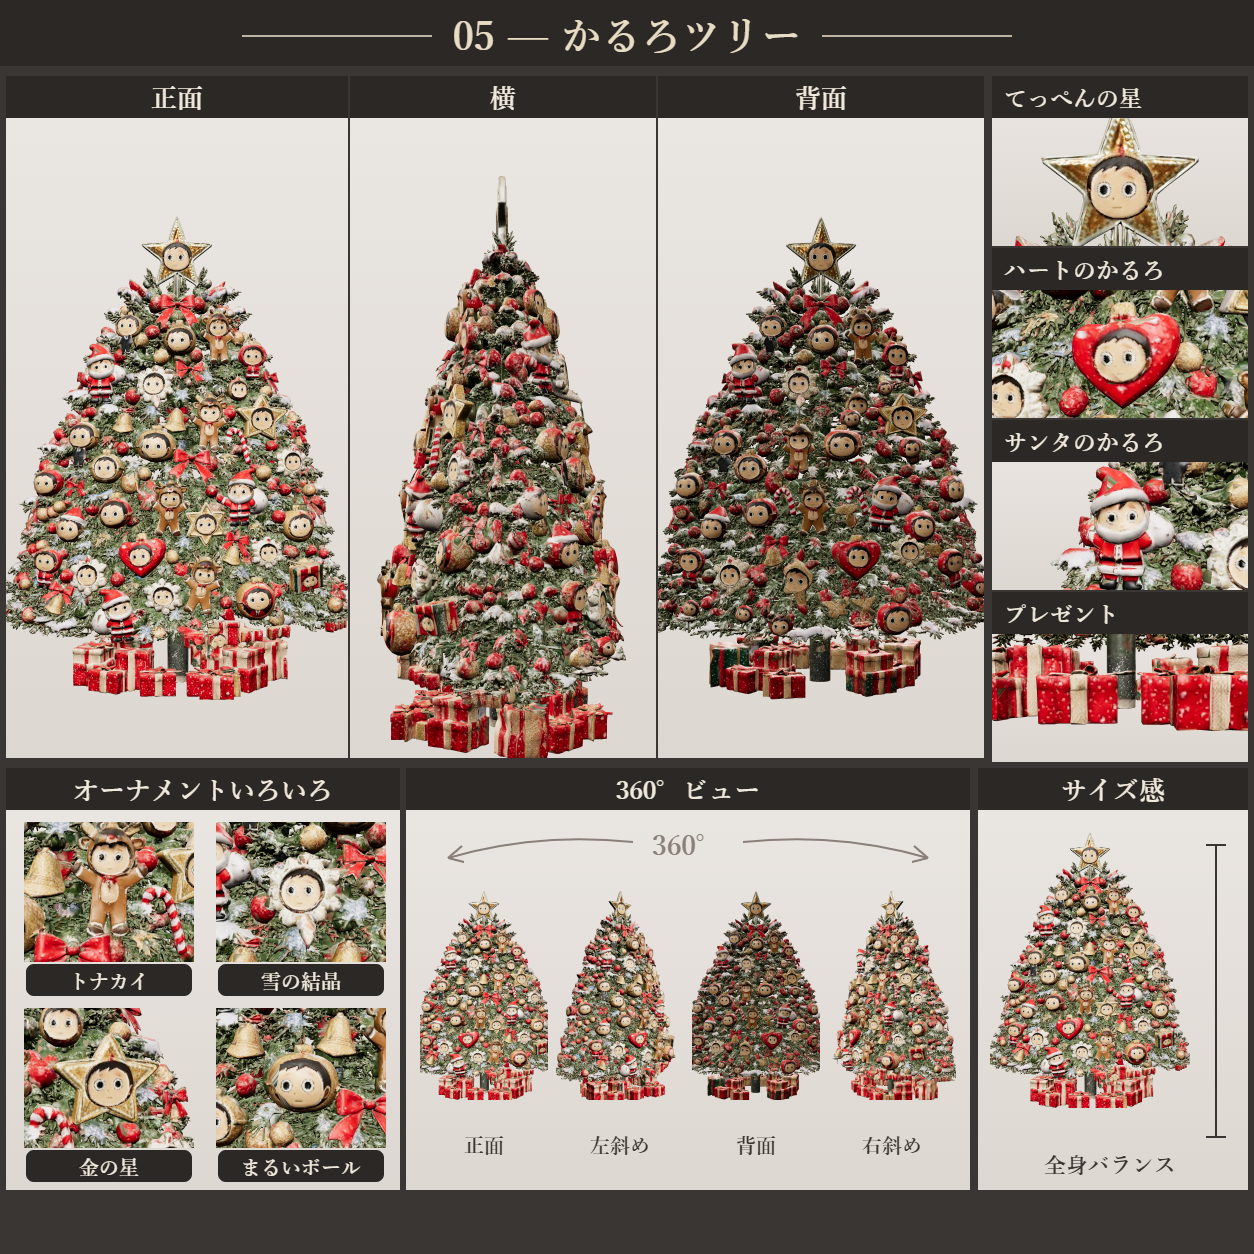 05 — かるろツリー
正面
横
背面
てっぺんの星
ハートのかるろ
サンタのかるろ
プレゼント
オーナメントいろいろ
トナカイ
雪の結晶
金の星
まるいボール
360° ビュー
360°
正面
左斜め
背面
右斜め
サイズ感
全身バランス